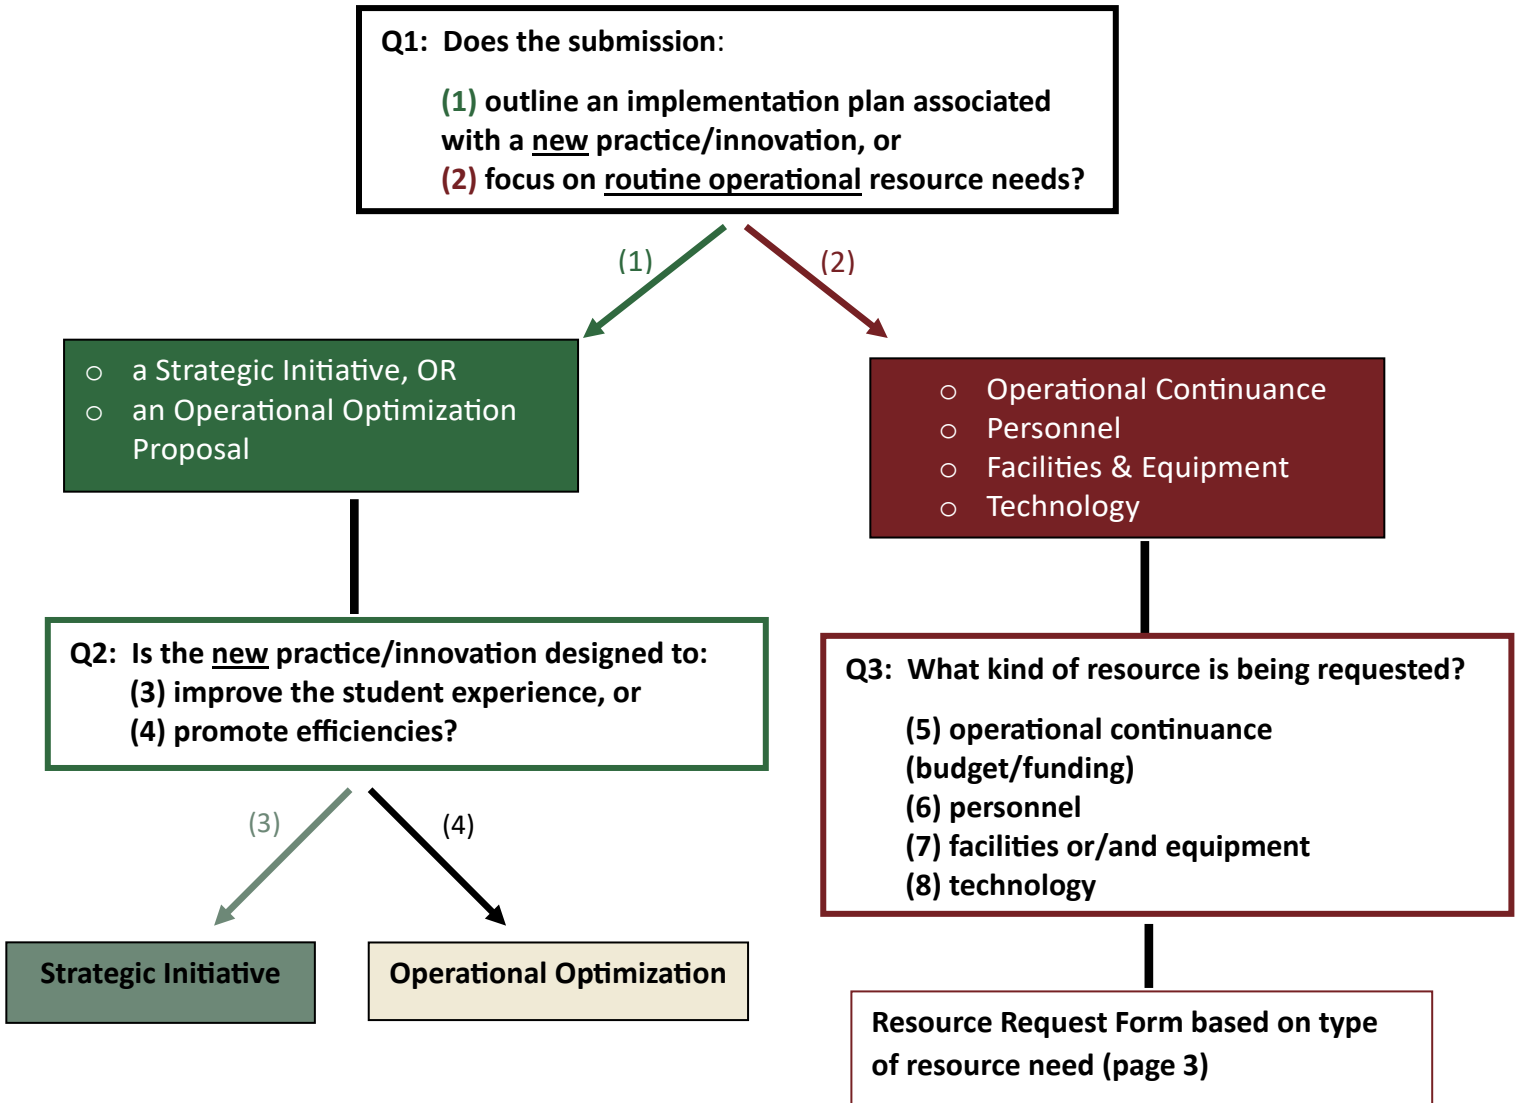 Q1: Does the submission:
(1) outline an implementation plan associated
with a new practice/innovation, or
(2) focus on routine operational resource needs?
(1)
(2)
o a Strategic Initiative, OR
o an Operational Optimization
Proposal
o Operational Continuance
o Personnel
o Facilities & Equipment
o Technology
Q2: Is the new practice/innovation designed to:
(3) improve the student experience, or
(4) promote efficiencies?
Q3: What kind of resource is being requested?
(5) operational continuance
(budget/funding)
(6) personnel
(7) facilities or/and equipment
(8) technology
(3)
(4)
Strategic Initiative
Operational Optimization
Resource Request Form based on type
of resource need (page 3)